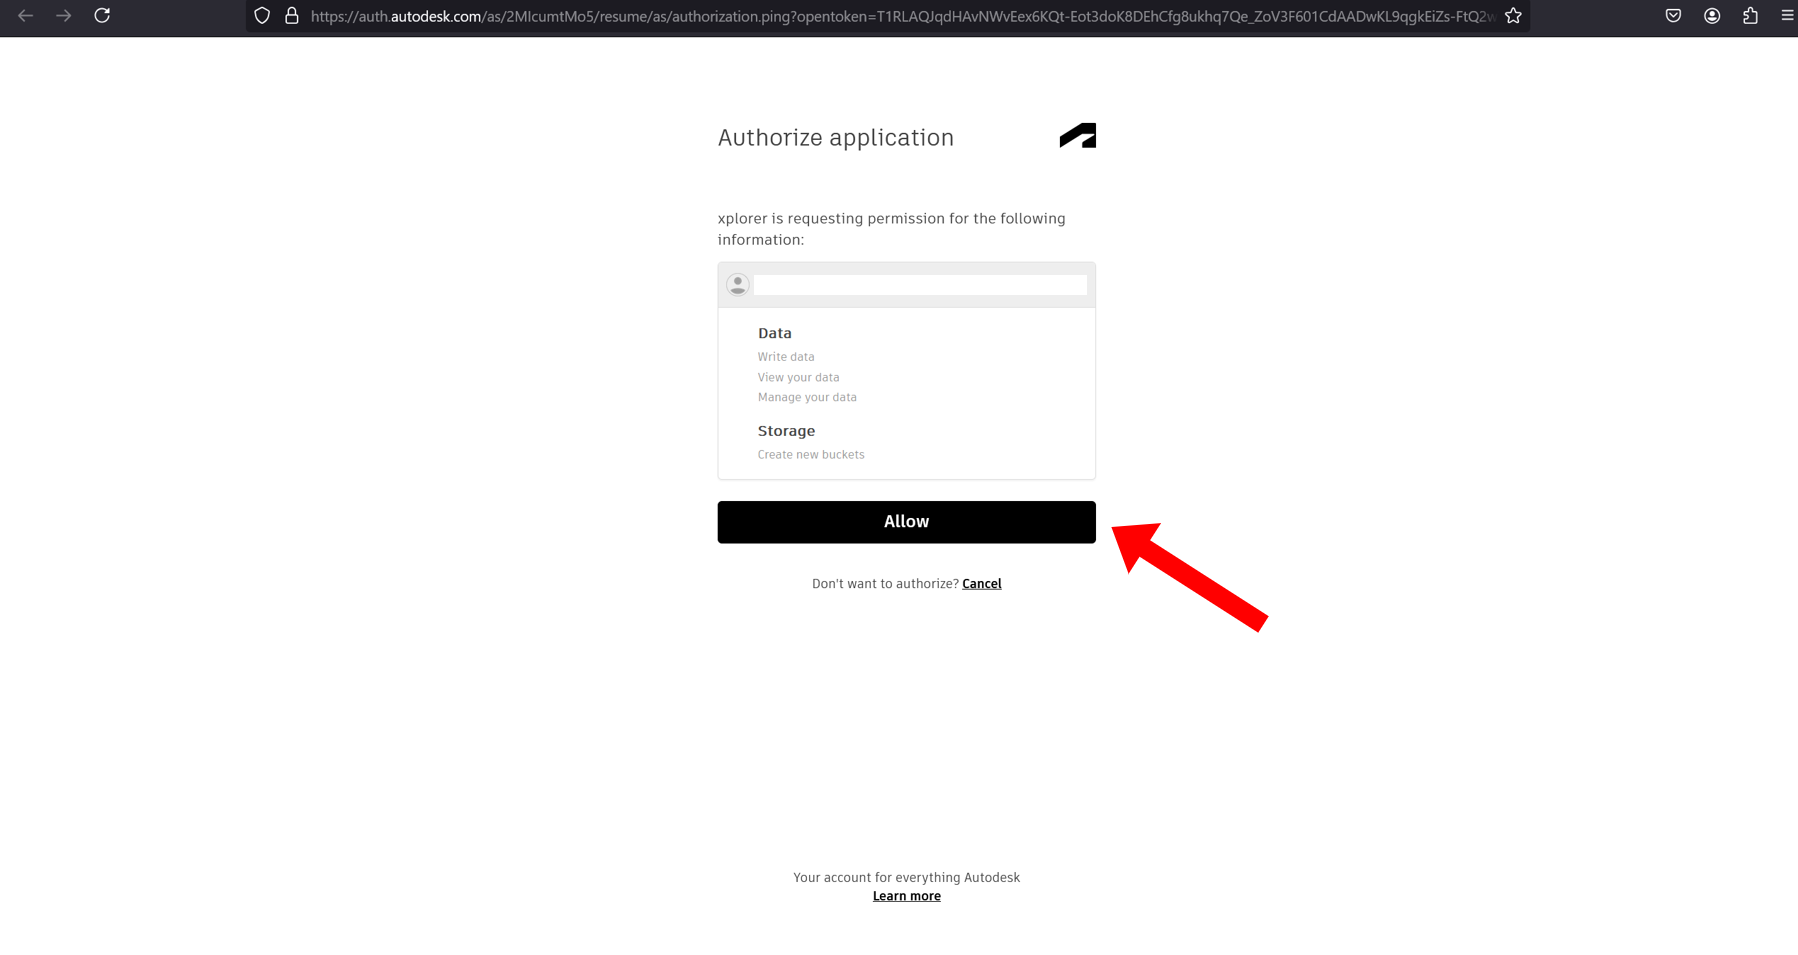 https://auth.autodesk.com/as/2MIcumtMo5/resume/as/authorization.ping?opentoken=T1RLAQJqdHAvNWvEex6KQt-Eot3doK8DEhCfg8ukhq7Qe_ZoV3F601CdAADwKL9qgkEiZs-FtQ2w
Authorize application
xplorer is requesting permission for the following
information:
Data
Write data
View your data
Manage your data
Storage
Create new buckets
Allow
Don't want to authorize? Cancel
Your account for everything Autodesk
Learn more